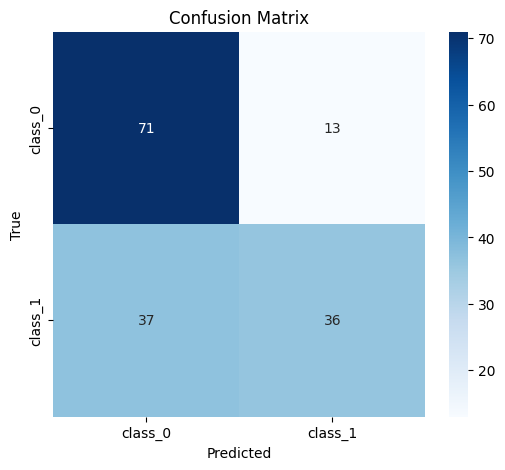 Confusion Matrix
True
class_0
class_1
71
13
37
36
class_0
class_1
Predicted
70
60
50
40
30
20